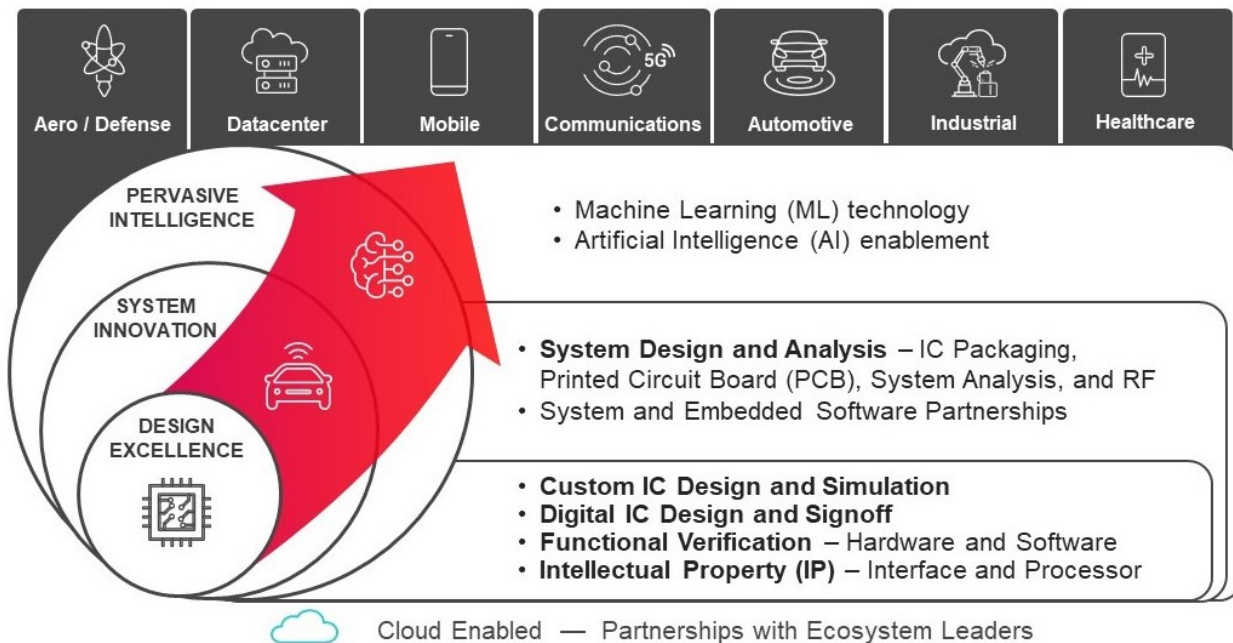 5G
Aero / Defense
Datacenter
Mobile
Communications
Automotive
Industrial
Healthcare
PERVASIVE
INTELLIGENCE
• Machine Learning (ML) technology
• Artificial Intelligence (AI) enablement
SYSTEM
INNOVATION
• System Design and Analysis – IC Packaging,
Printed Circuit Board (PCB), System Analysis, and RF
• System and Embedded Software Partnerships
DESIGN
EXCELLENCE
• Custom IC Design and Simulation
• Digital IC Design and Signoff
• Functional Verification – Hardware and Software
• Intellectual Property (IP) – Interface and Processor
Cloud Enabled — Partnerships with Ecosystem Leaders